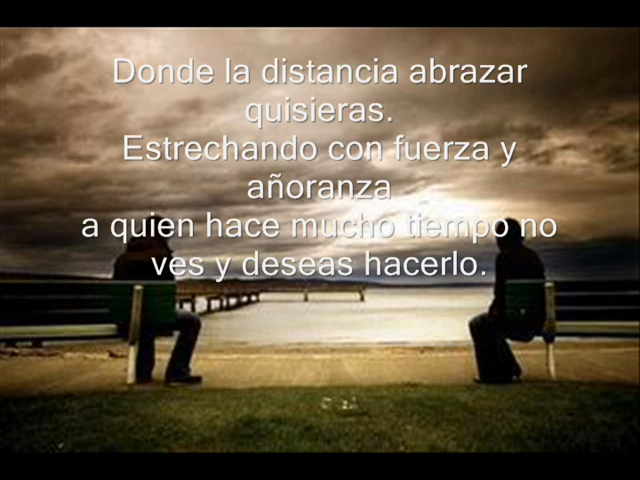 Donde la distancia abrazar
quisieras.
Estrechando con fuerza y
añoranza
a quien hace mucho tiempo no
ves y deseas hacerlo.